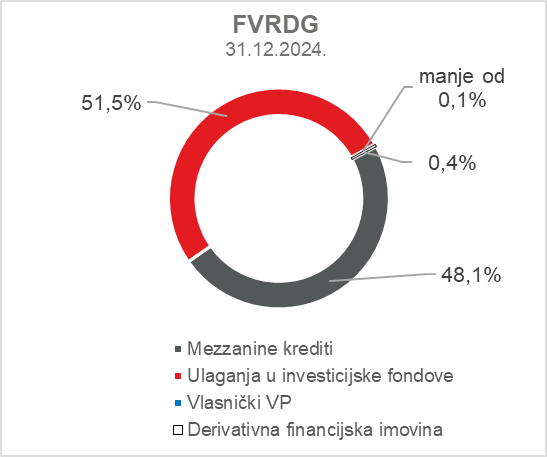 FVRDG
31.12.2024.
manje od
51,5%
0,1%
0,4%
48,1%
Mezzanine krediti
Ulaganja u investicijske fondove
Vlasnički VP
Derivativna financijska imovina